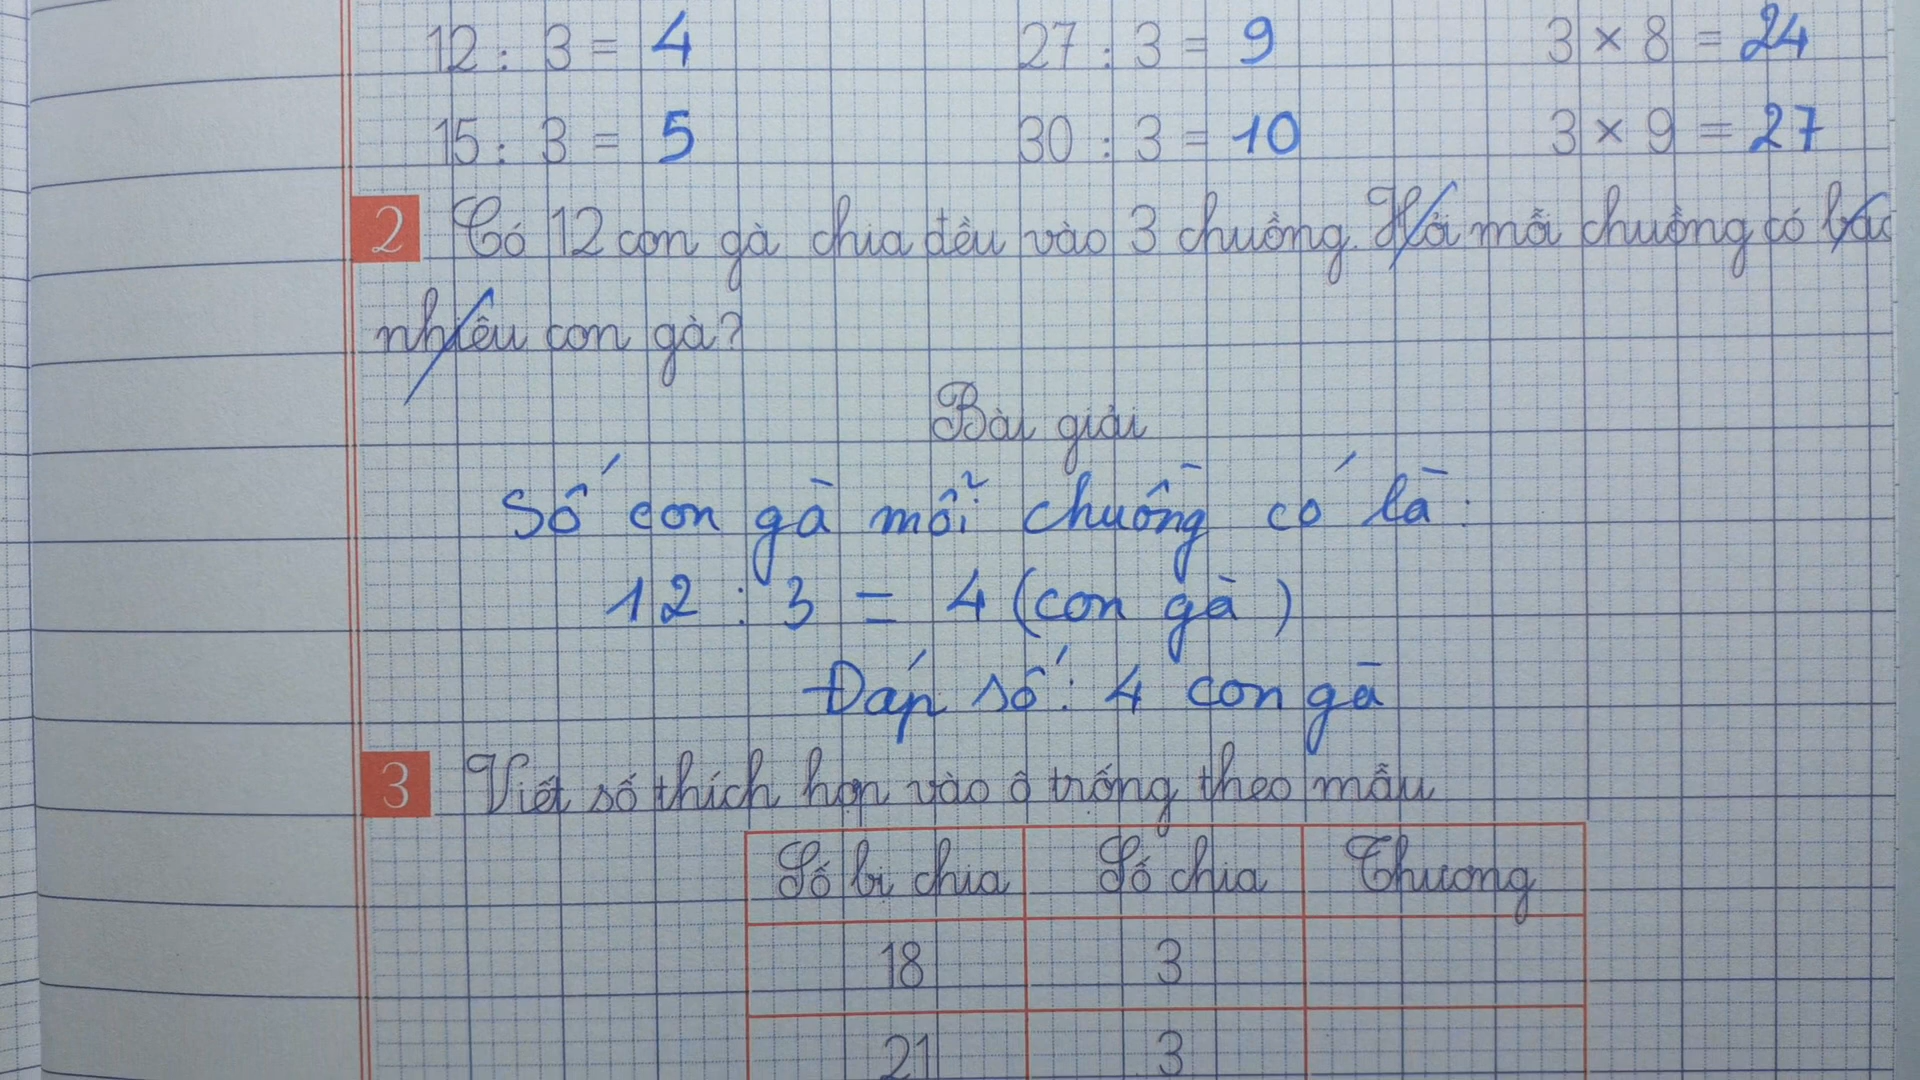 12 : 3 = 4 27 : 3 = 9 3 × 8 = 24
15 : 3 = 5 30 : 3 = 10 3 × 9 = 27
2 Có 12 con gà chia đều vào 3 chuồng. Hỏi mỗi chuồng có bao
nhiêu con gà?
Bài giải
Số con gà mỗi chuồng có là:
12 : 3 = 4 (con gà)
Đáp số: 4 con gà
3 Viết số thích hợp vào ô trống theo mẫu
Số bị chia Số chia Thương
18 3
21 3